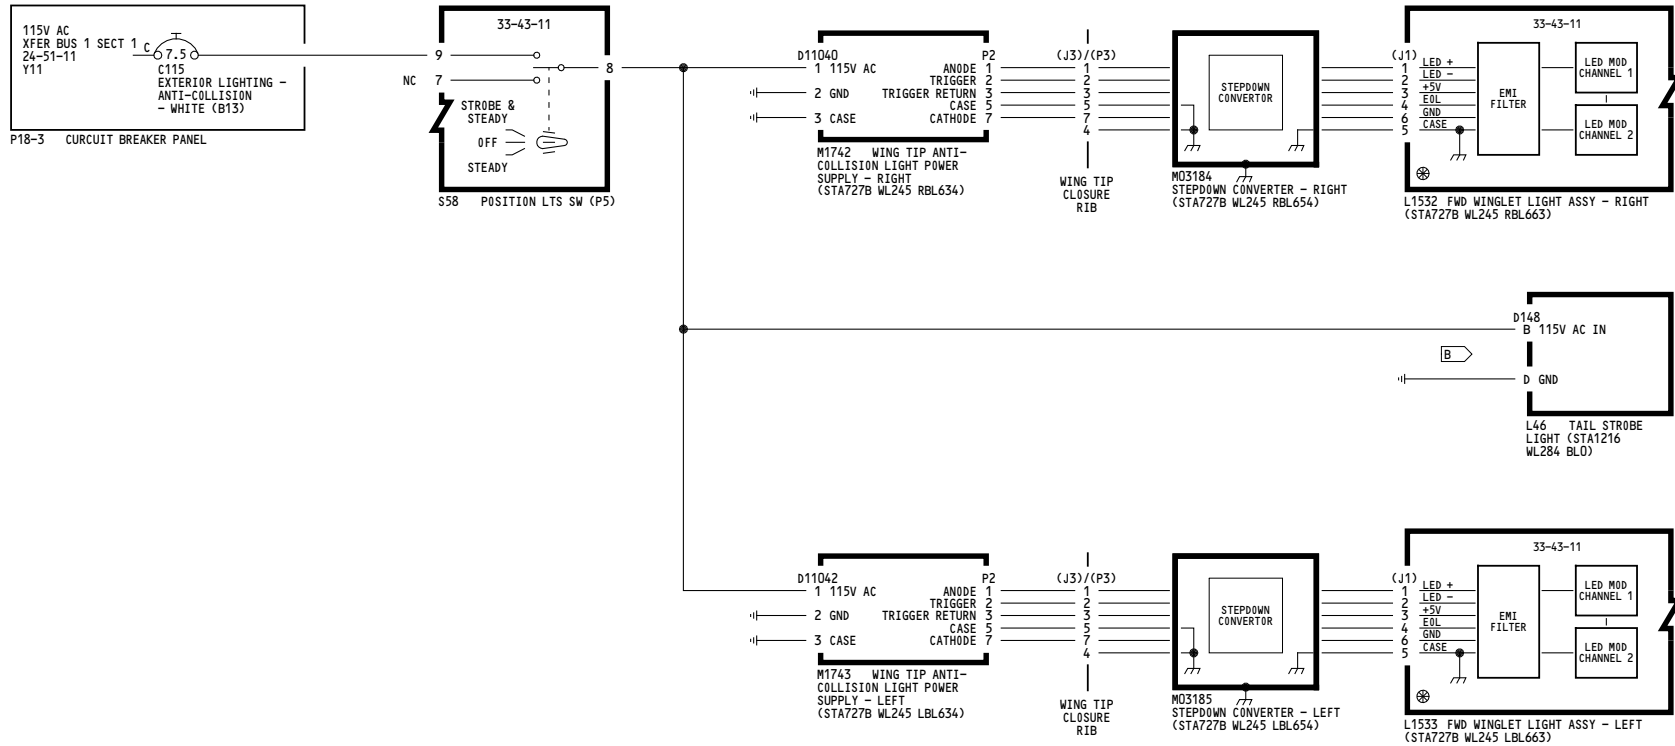 115V AC
XFER BUS 1 SECT 1
24-51-11
Y11
C
7.5
C115
EXTERIOR LIGHTING -
ANTI-COLLISION
- WHITE (B13)
P18-3 CURCUIT BREAKER PANEL
33-43-11
9
8
NC 7
STROBE &
STEADY
OFF
STEADY
S58 POSITION LTS SW (P5)
D11040 P2
1 115V AC ANODE 1
TRIGGER 2
2 GND TRIGGER RETURN 3
CASE 5
3 CASE CATHODE 7
M1742 WING TIP ANTI-
COLLISION LIGHT POWER
SUPPLY - RIGHT
(STA727B WL245 RBL634)
(J3)/(P3)
1
2
3
5
7
4
WING TIP
CLOSURE
RIB
STEPDOWN
CONVERTOR
M03184
STEPDOWN CONVERTER - RIGHT
(STA727B WL245 RBL654)
33-43-11
(J1)
1 LED +
2 LED -
3 +5V
4 EOL
6 GND
5 CASE
EMI
FILTER
LED MOD
CHANNEL 1
LED MOD
CHANNEL 2
L1532 FWD WINGLET LIGHT ASSY - RIGHT
(STA727B WL245 RBL663)
D148
B 115V AC IN
B
D GND
L46 TAIL STROBE
LIGHT (STA1216
WL284 BL0)
D11042 P2
1 115V AC ANODE 1
TRIGGER 2
2 GND TRIGGER RETURN 3
CASE 5
3 CASE CATHODE 7
M1743 WING TIP ANTI-
COLLISION LIGHT POWER
SUPPLY - LEFT
(STA727B WL245 LBL634)
(J3)/(P3)
1
2
3
5
7
4
WING TIP
CLOSURE
RIB
STEPDOWN
CONVERTOR
M03185
STEPDOWN CONVERTER - LEFT
(STA727B WL245 LBL654)
33-43-11
(J1)
1 LED +
2 LED -
3 +5V
4 EOL
6 GND
5 CASE
EMI
FILTER
LED MOD
CHANNEL 1
LED MOD
CHANNEL 2
L1533 FWD WINGLET LIGHT ASSY - LEFT
(STA727B WL245 LBL663)